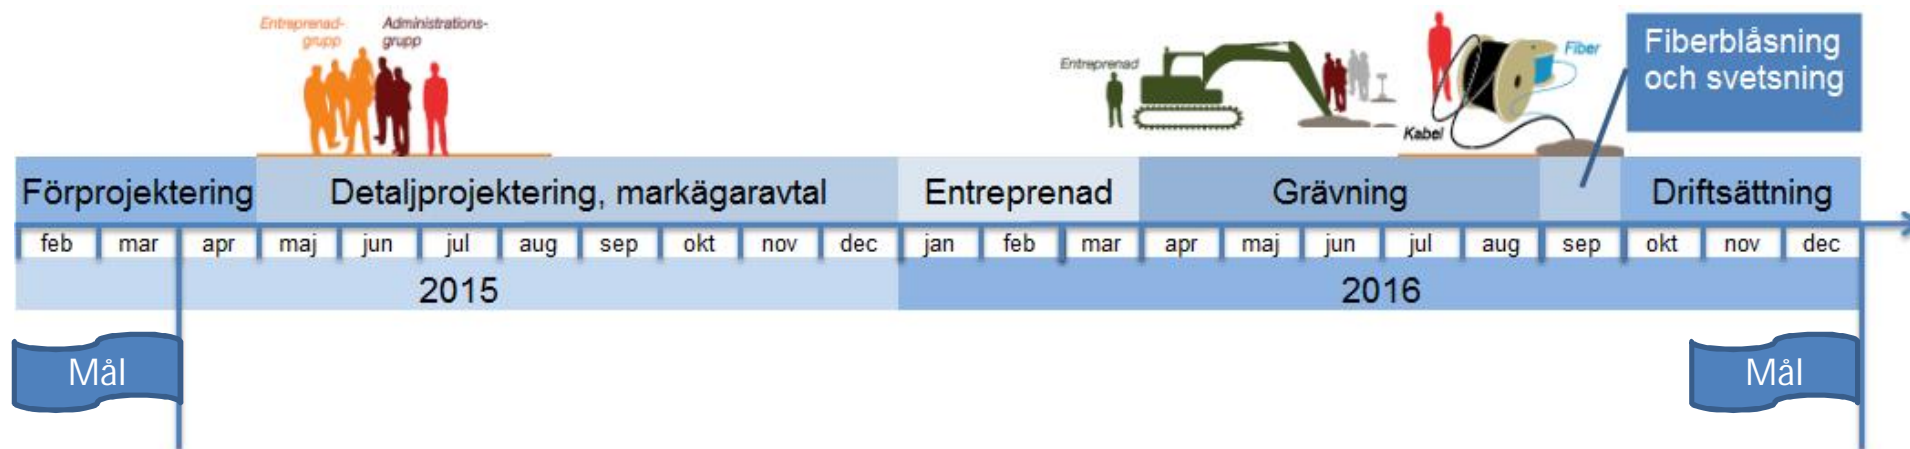 Entreprenad-
grupp
Administrations-
grupp
Entreprenad
Fiber
Kabel
Fiberblåsning
och svetsning
Förprojektering
Detaljprojektering, markägaravtal
Entreprenad
Grävning
Driftsättning
feb mar apr maj jun jul aug sep okt nov dec jan feb mar apr maj jun jul aug sep okt nov dec
2015
2016
Mål
Mål